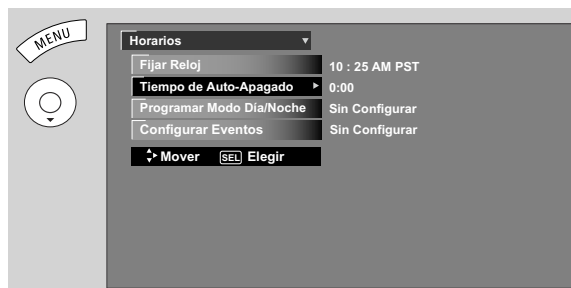 MENU
Horarios
Fijar Reloj 10 : 25 AM PST
Tiempo de Auto-Apagado 0:00
Programar Modo Día/Noche Sin Configurar
Configurar Eventos Sin Configurar
Mover SEL Elegir